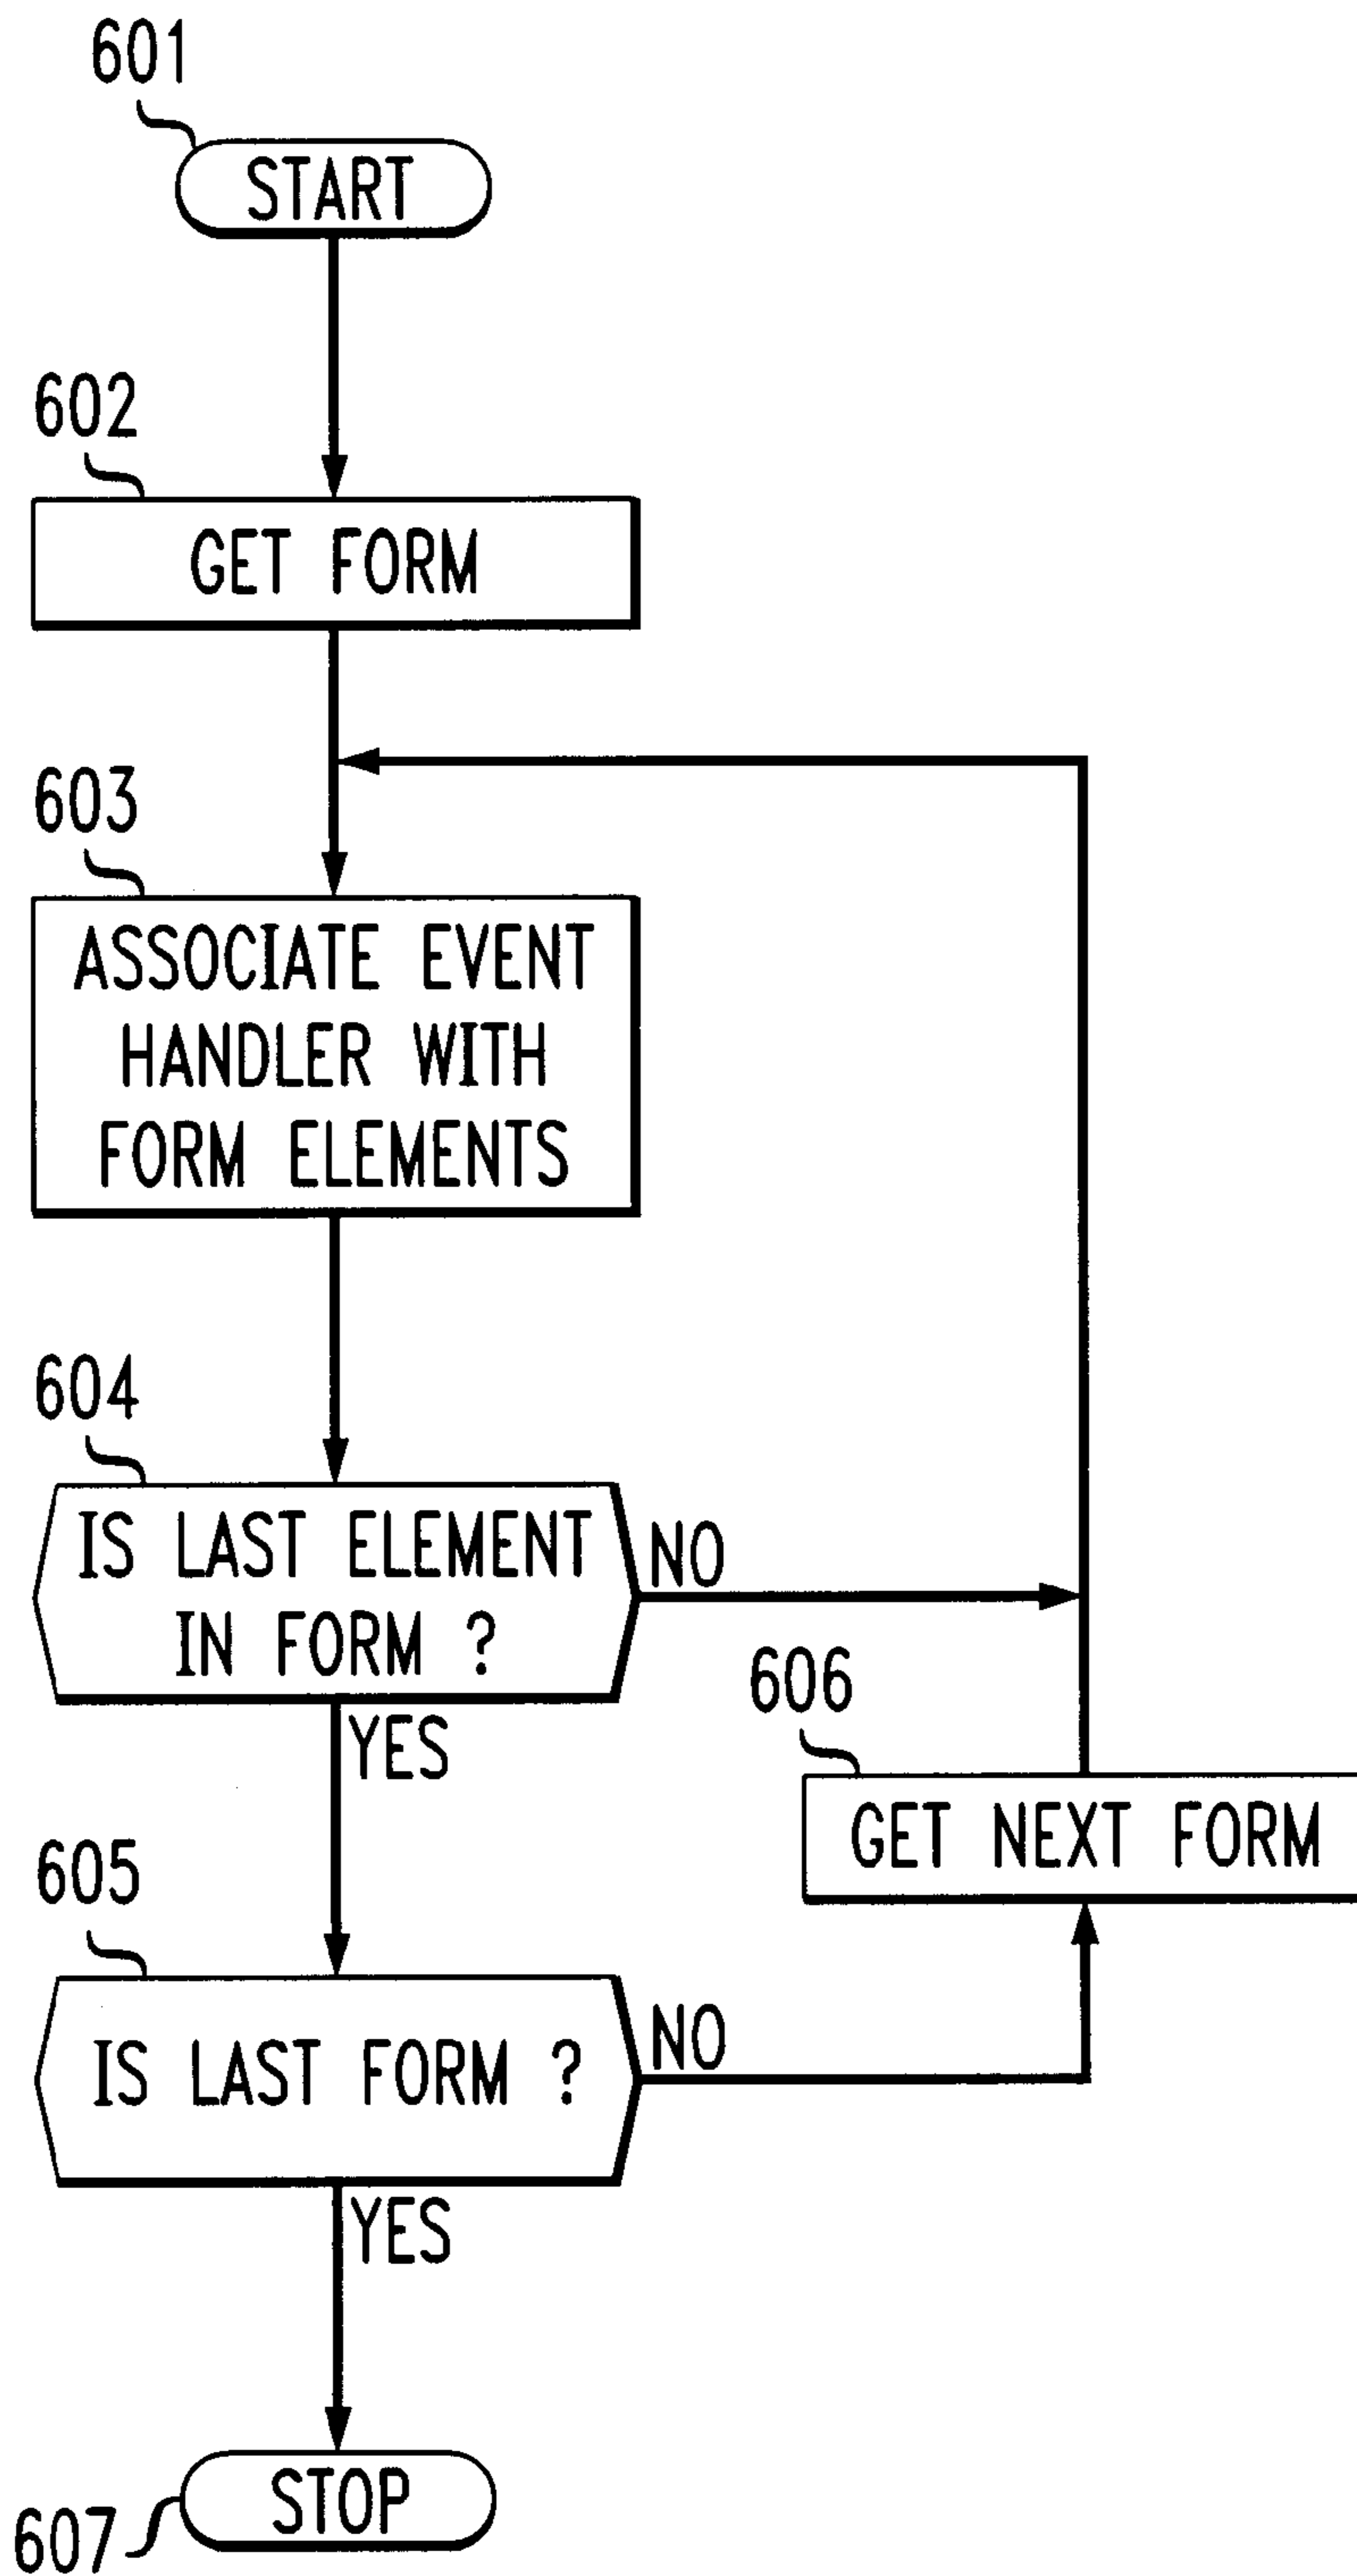 601
START
602
GET FORM
603
ASSOCIATE EVENT
HANDLER WITH
FORM ELEMENTS
604
IS LAST ELEMENT
IN FORM ?
NO
YES
606
GET NEXT FORM
605
IS LAST FORM ?
NO
YES
STOP
607